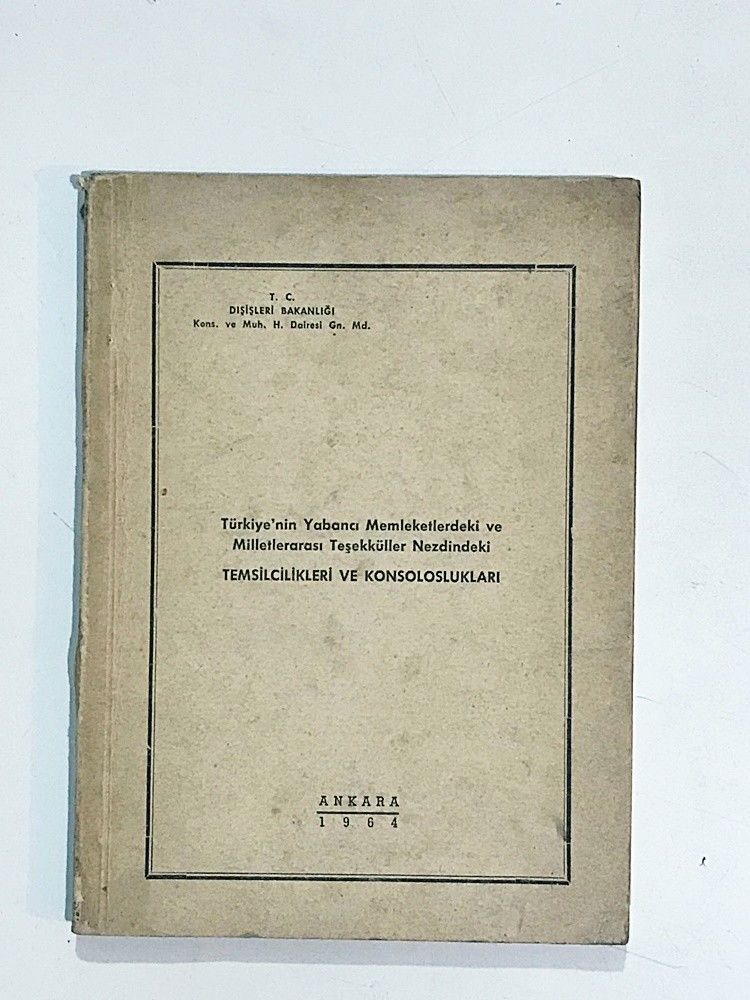 T. C.
DIŞİŞLERİ BAKANLIĞI
Kons. ve Muh. H. Dairesi Gn. Md.
Türkiye'nin Yabancı Memleketlerdeki ve
Milletlerarası Teşekküller Nezdindeki
TEMSİLCİLİKLERİ VE KONSOLOSLUKLARI
ANKARA
1964